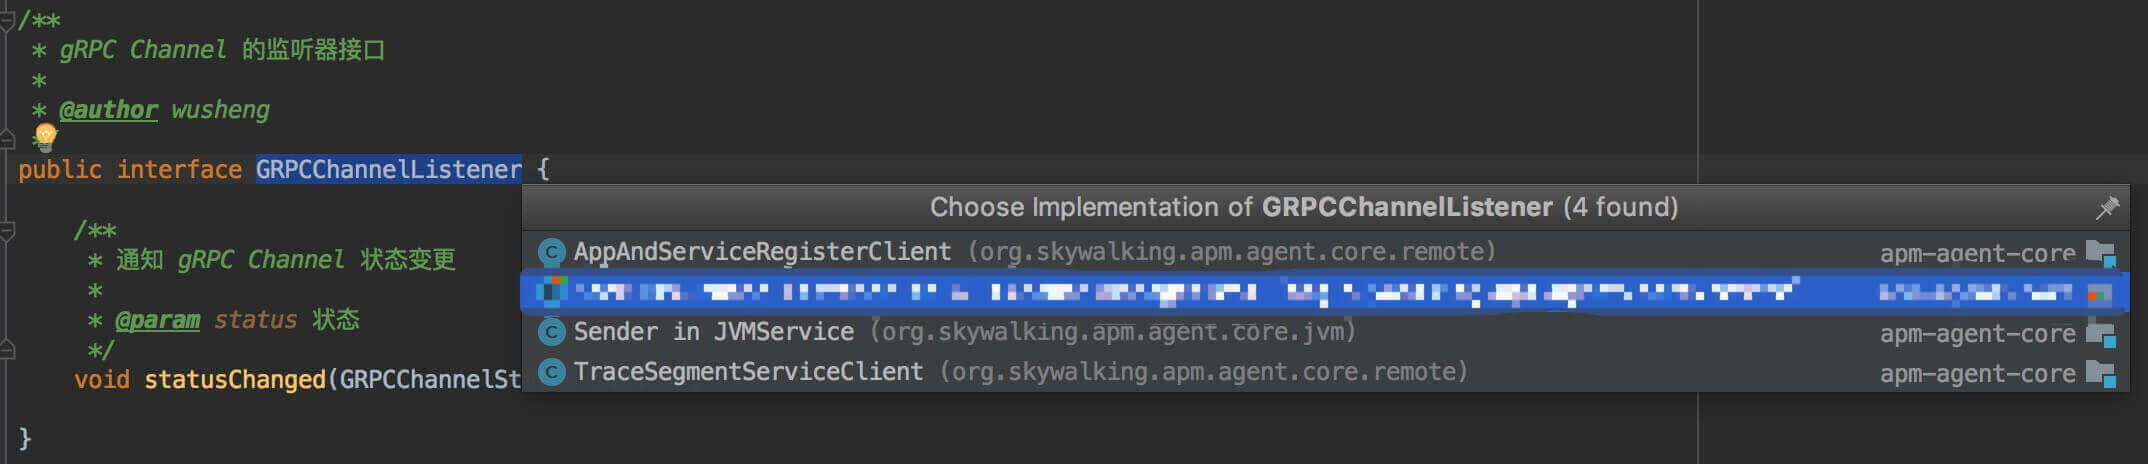 /**
* gRPC Channel 的监听器接口
*
* @author wusheng
public interface GRPCChannelListener {
Choose Implementation of GRPCChannelListener (4 found)
AppAndServiceRegisterClient (org.skywalking.apm.agent.core.remote) apm-agent-core
Sender in JVMService (org.skywalking.apm.agent.core.jvm) apm-agent-core
TraceSegmentServiceClient (org.skywalking.apm.agent.core.remote) apm-agent-core
/**
* 通知 gRPC Channel 状态变更
*
* @param status 状态
*/
void statusChanged(GRPCChannelSt
}